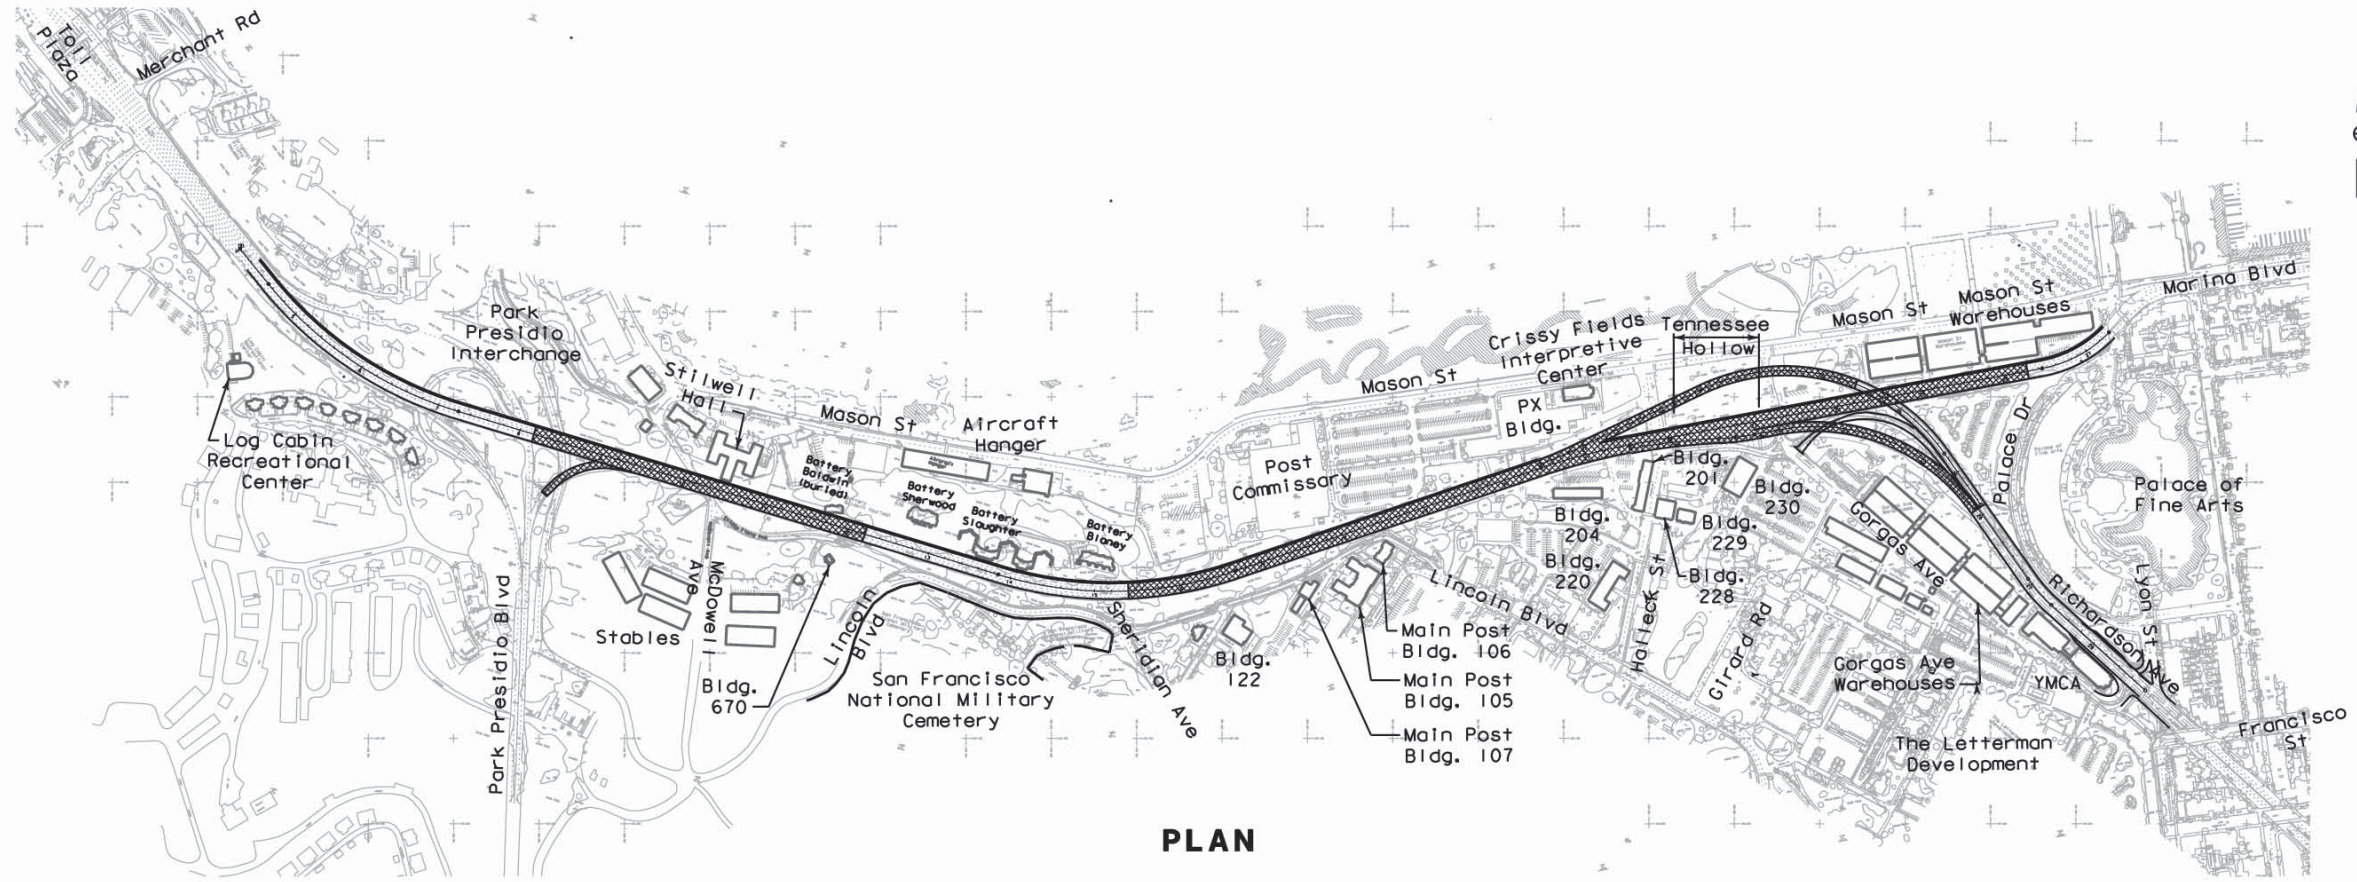 Toll
Plaza
Merchant Rd
Park
Presidio
Interchange
Log Cabin
Recreational
Center
Park Presidio Blvd
Stilwell
Hall
Mason St
Aircraft
Hanger
Battery
Baldwin
(buried)
Battery
Sherwood
Battery
Slaughter
Battery
Blaney
Stables
McDowell
Ave
Bldg.
670
Lincoln
Blvd
San Francisco
National Military
Cemetery
Sheridian Ave
Bldg.
122
Post
Commissary
Mason St
Crissy Fields
Interpretive
Center
PX
Bldg.
Tennessee
Hollow
Main Post
Bldg. 106
Main Post
Bldg. 105
Main Post
Bldg. 107
Lincoln Blvd
Bldg.
204
Bldg.
220
Bldg.
201
Bldg.
230
Bldg.
229
Bldg.
228
Halleck St
Girard Rd
Mason St
Mason St
Warehouses
Marina Blvd
Palace Dr
Palace of
Fine Arts
Gorgas Ave
Lyon St
Richardson Ave
Gorgas Ave
Warehouses
YMCA
The Letterman
Development
Francisco
St
PLAN